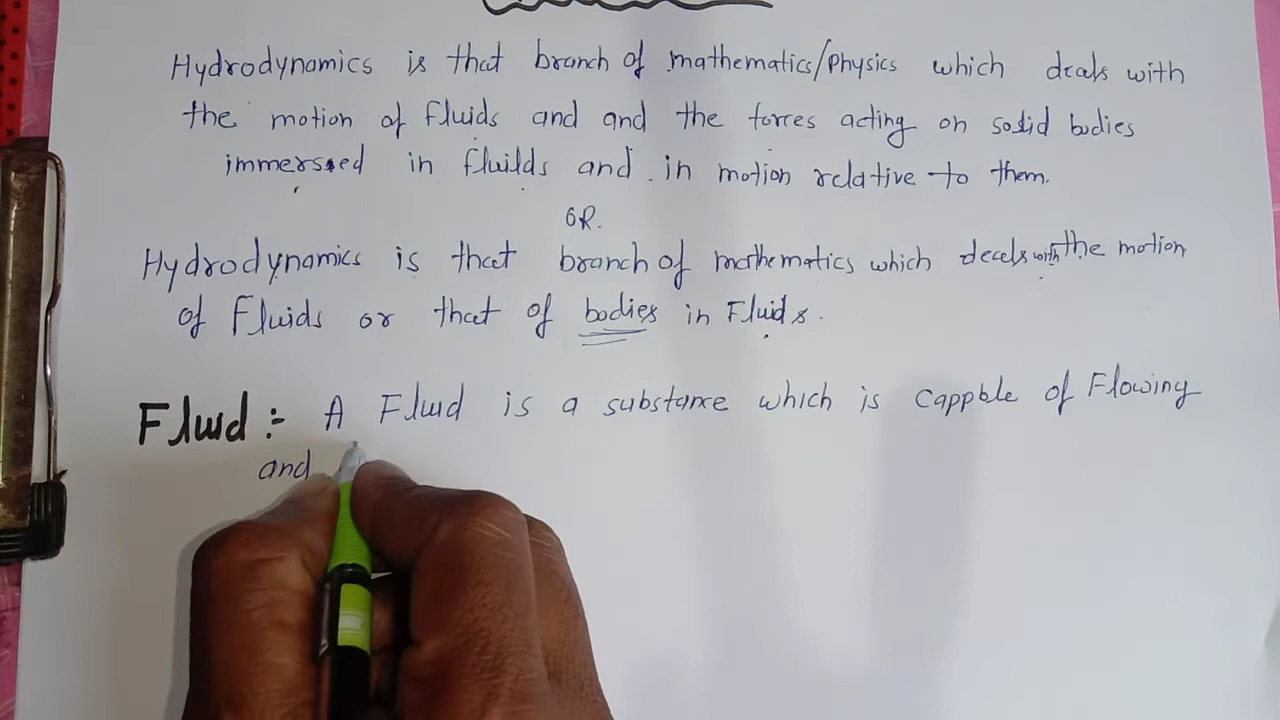 Hydrodynamics is that branch of mathematics/physics which deals with
the motion of fluids and and the forces acting on solid bodies
immersed in fluilds and in motion relative to them.
OR.
Hydrodynamics is that branch of mathematics which deals with the motion
of Fluids or that of bodies in Fluids.
Fluid :- A Fluid is a substance which is cappble of Flowing
and